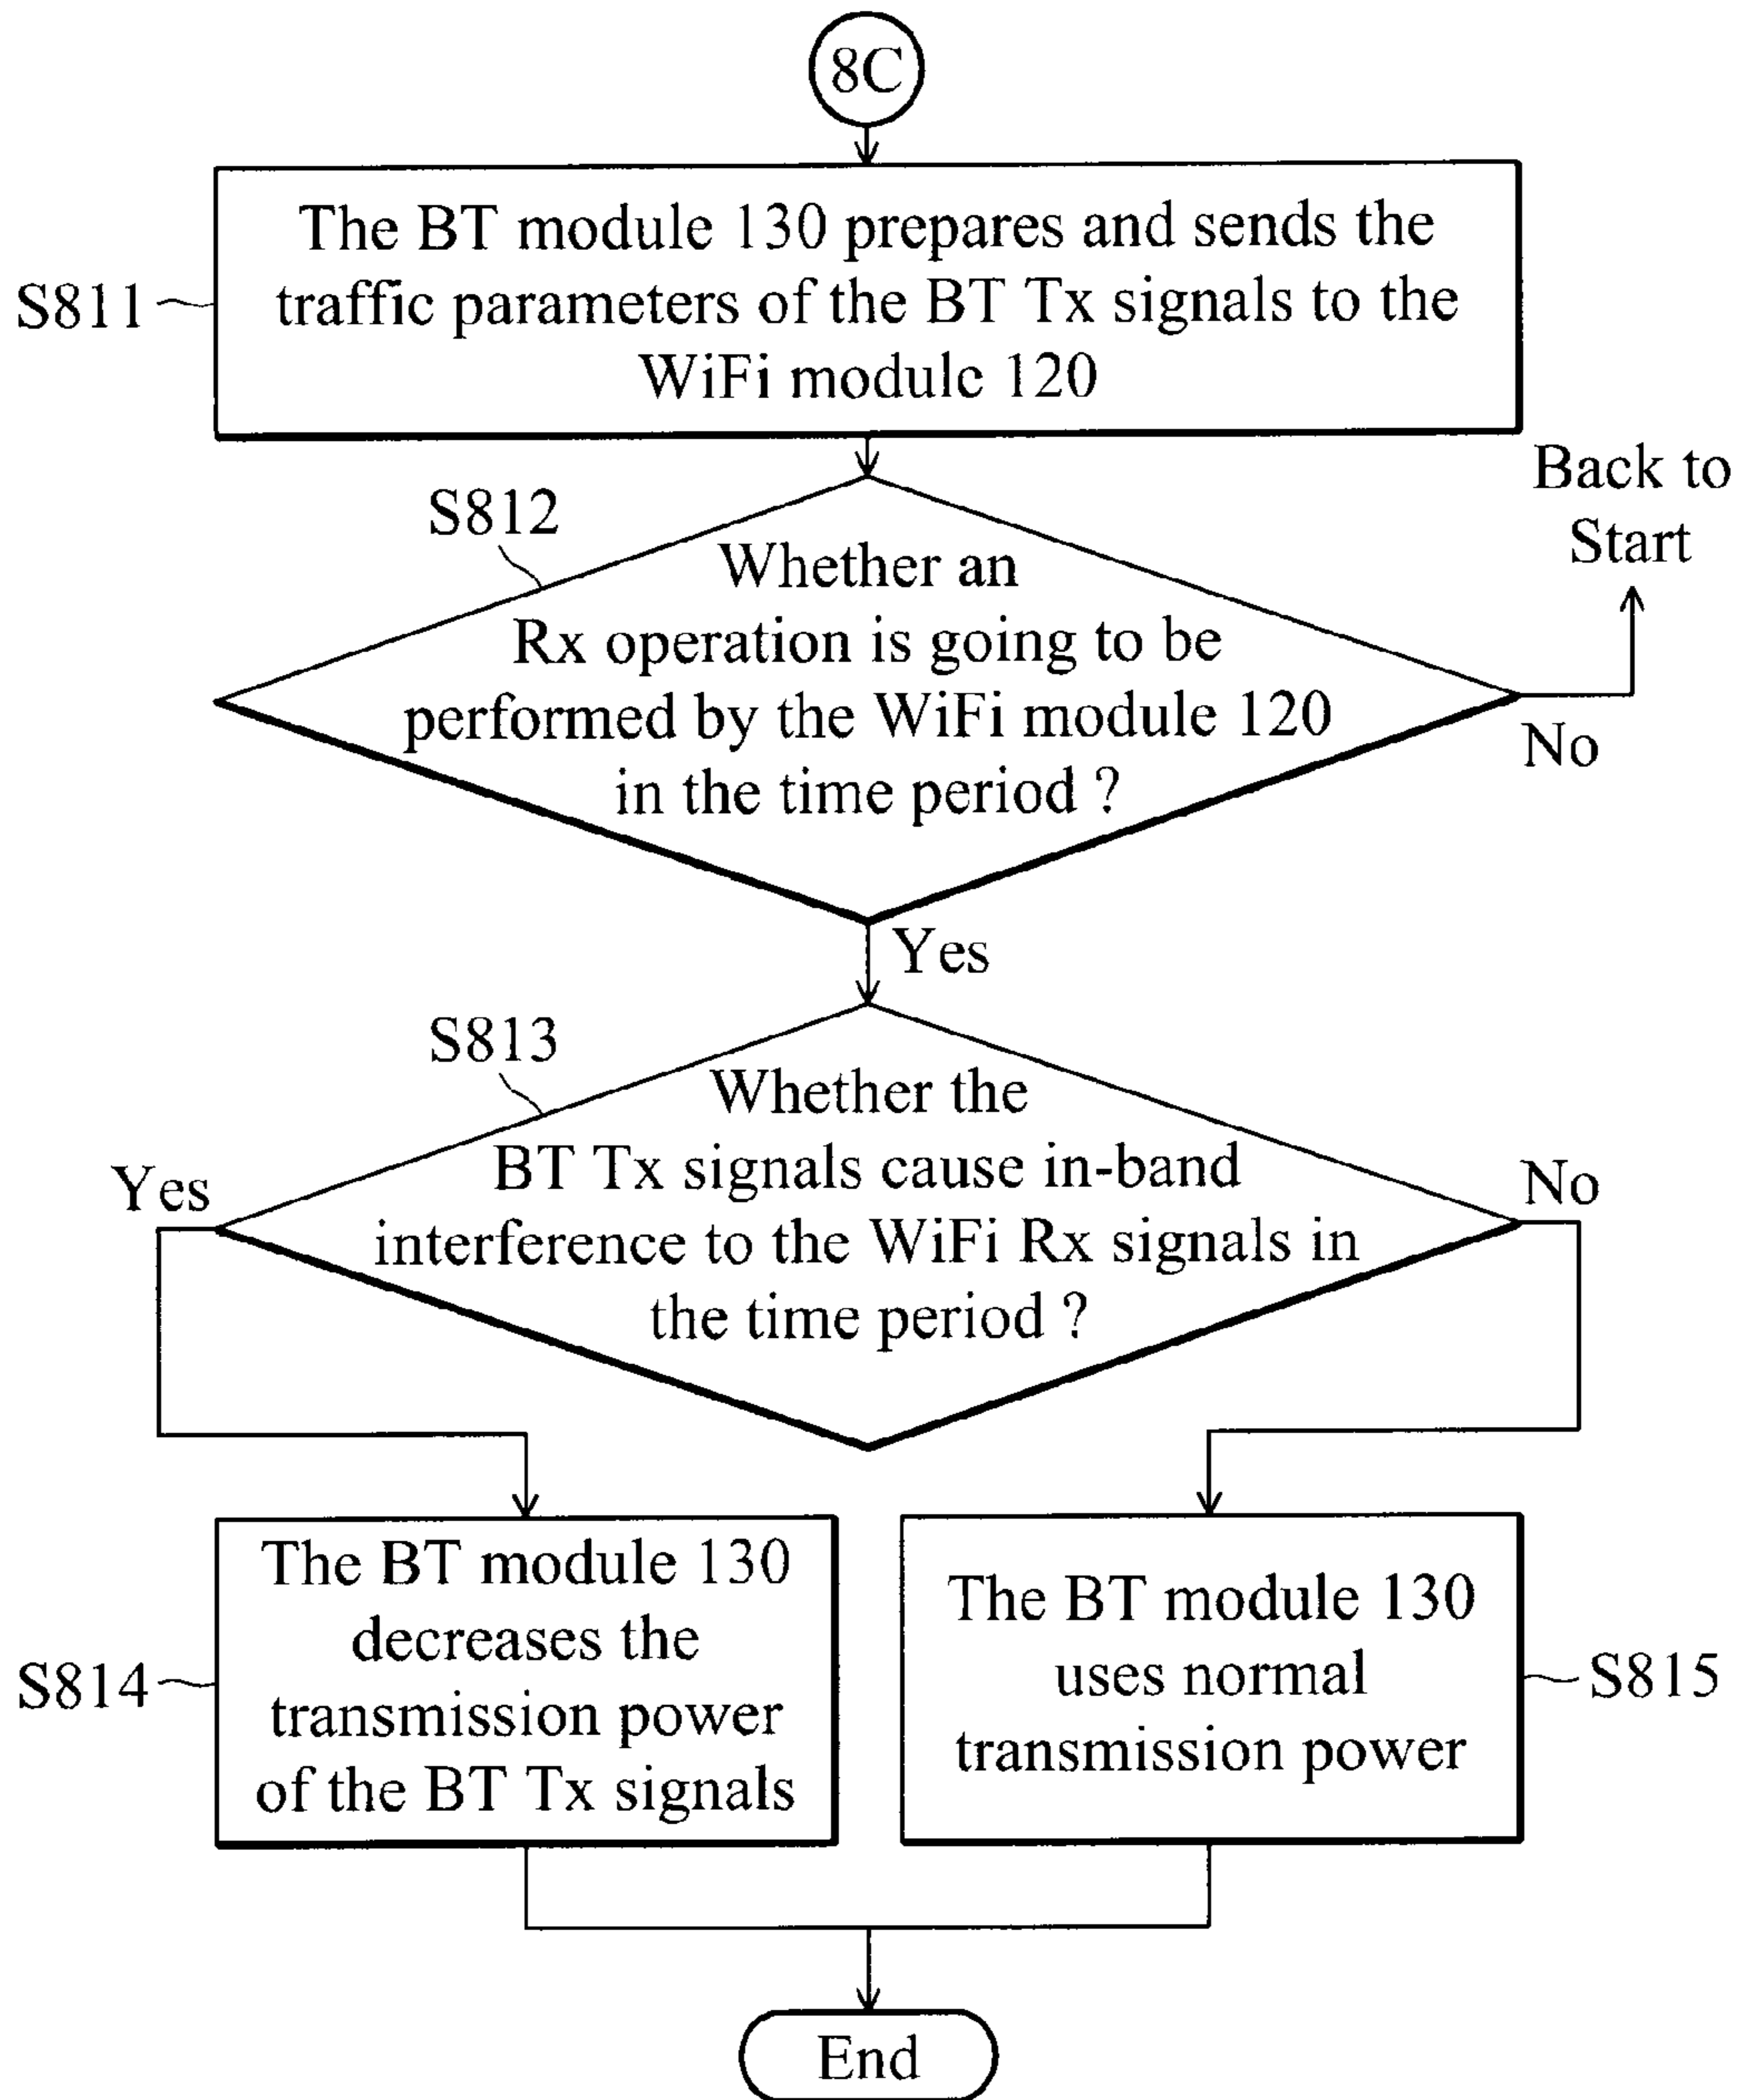 8C
The BT module 130 prepares and sends the
traffic parameters of the BT Tx signals to the
WiFi module 120
S811
Back to
Start
S812
Whether an
Rx operation is going to be
performed by the WiFi module 120
in the time period ?
No
Yes
S813
Whether the
BT Tx signals cause in-band
interference to the WiFi Rx signals in
the time period ?
Yes
No
The BT module 130
decreases the
transmission power
of the BT Tx signals
S814
The BT module 130
uses normal
transmission power
S815
End